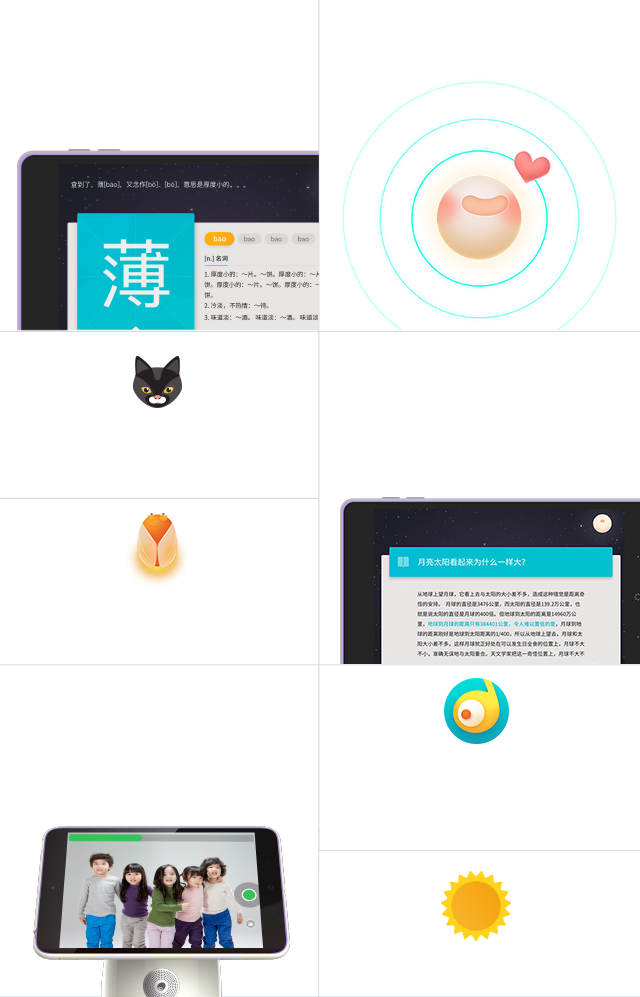 查到了，薄[báo]，又念作[bó]、[bò]，意思是厚度小的。。。
薄
bao bao bao bao
[n.] 名词
1. 厚度小的：～片。～饼。厚度小的：～片
饼。厚度小的：～片。～饼。厚度小的：～
饼。
2. 冷淡，不热情：～待。
3. 味道淡：～酒。 味道淡：～酒。 味道淡
月亮太阳看起来为什么一样大?
从地球上望月球，它看上去与太阳的大小差不多，造成这种错觉是距离奇
怪的安排。 月球的直径是3476公里，而太阳的直径是139.2万公里，也
就是说太阳的直径是月球的400倍。但地球到太阳的距离是14960万公
里，地球到月球的距离只有384401公里，令人难以置信的是，月球到地
球的距离刚好是地球到太阳距离的1/400。所以从地球上望去，月球和太
阳大小差不多。这样月球就正好处在可以发生日全食的位置上，月球不大
不小，准确无误地与太阳重合。天文学家把这一奇怪位置上，月球不大不